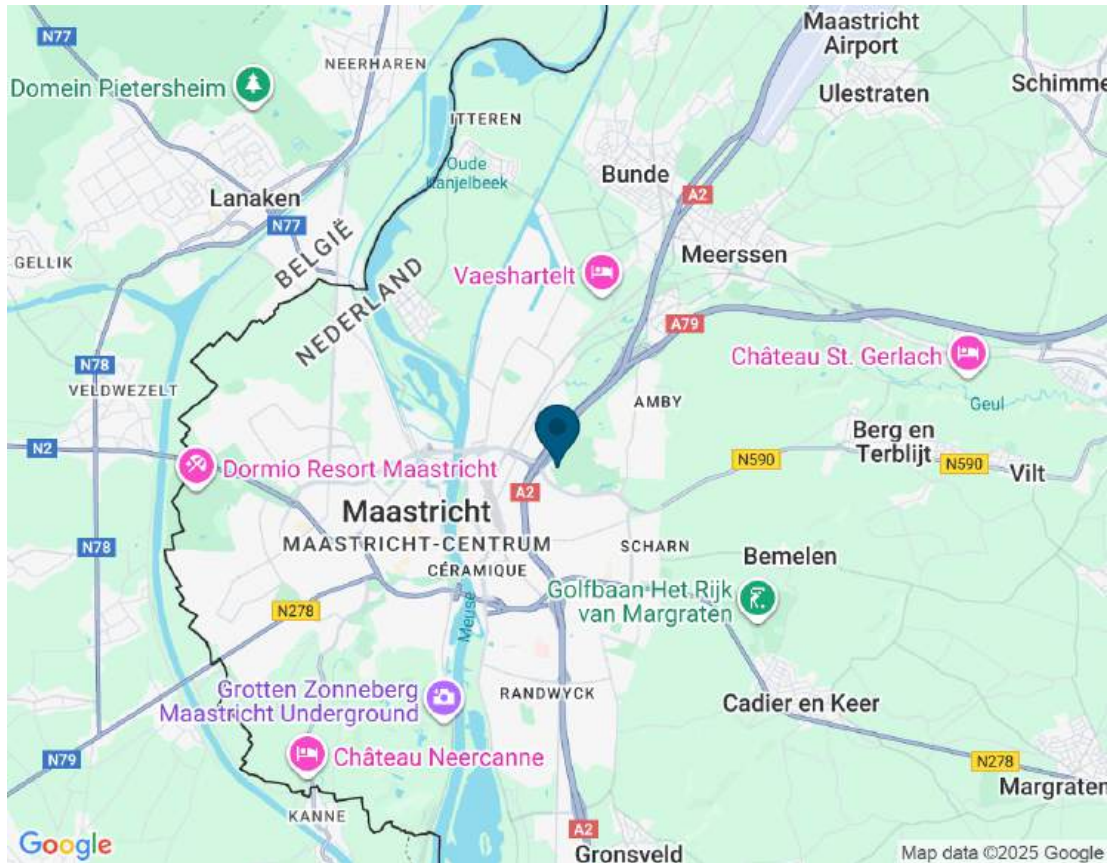 Maastricht
Airport
N77
NEERHAREN
Domein Pietersheim
Schimme
Ulestraten
ITTEREN
Oude
Kanjelbeek
Bunde
A2
Lanaken
N77
BELGIË
GELLIK
Meerssen
Vaeshartelt
NEDERLAND
A79
Château St. Gerlach
N78
VELDWEZELT
AMBY
Geul
Berg en
Terblijt
N2
N590
N590
Vilt
Dormio Resort Maastricht
A2
Maastricht
MAASTRICHT-CENTRUM
N78
SCHARN
Bemelen
CÉRAMIQUE
Golfbaan Het Rijk
van Margraten
N278
Meuse
Grotten Zonneberg
Maastricht Underground
RANDWYCK
Cadier en Keer
N79
Château Neercanne
N278
Margraten
KANNE
A2
Google
Gronsveld
Map data ©2025 Google